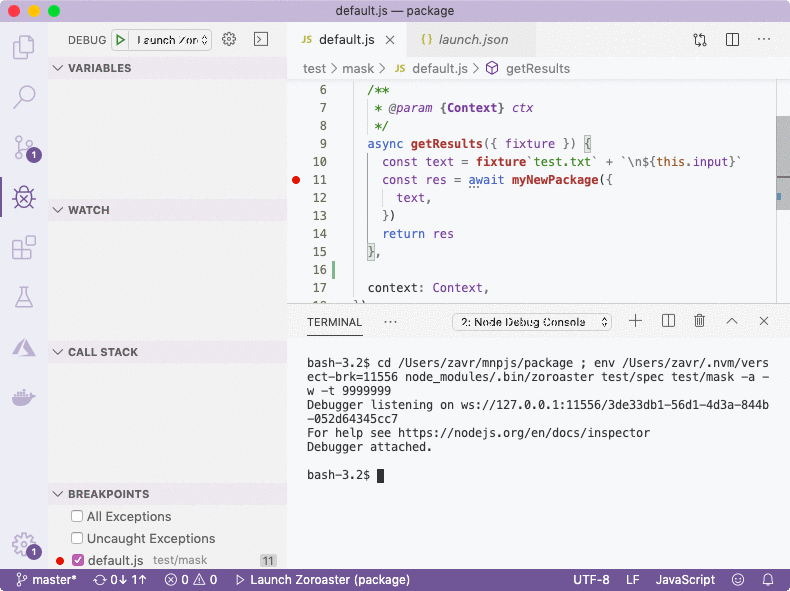 default.js — package
DEBUG Launch Zoro
JS default.js {} launch.json
test > mask > JS default.js > getResults
VARIABLES
6 /**
7 * @param {Context} ctx
8 */
9 async getResults({ fixture }) {
10 const text = fixture`test.txt` + `\n${this.input}`
11 const res = await myNewPackage({
12 text,
13 })
14 return res
15 },
16
17 context: Context,
WATCH
CALL STACK
BREAKPOINTS
All Exceptions
Uncaught Exceptions
default.js test/mask 11
1
1
TERMINAL ··· 2: Node Debug Console
bash-3.2$ cd /Users/zavr/mnpjs/package ; env /Users/zavr/.nvm/vers
ect-brk=11556 node_modules/.bin/zoroaster test/spec test/mask -a -
w -t 9999999
Debugger listening on ws://127.0.0.1:11556/3de33db1-56d1-4d3a-844b
-052d64345cc7
For help see https://nodejs.org/en/docs/inspector
Debugger attached.
bash-3.2$
master* 0↓ 1↑ 0 0 Launch Zoroaster (package) UTF-8 LF JavaScript